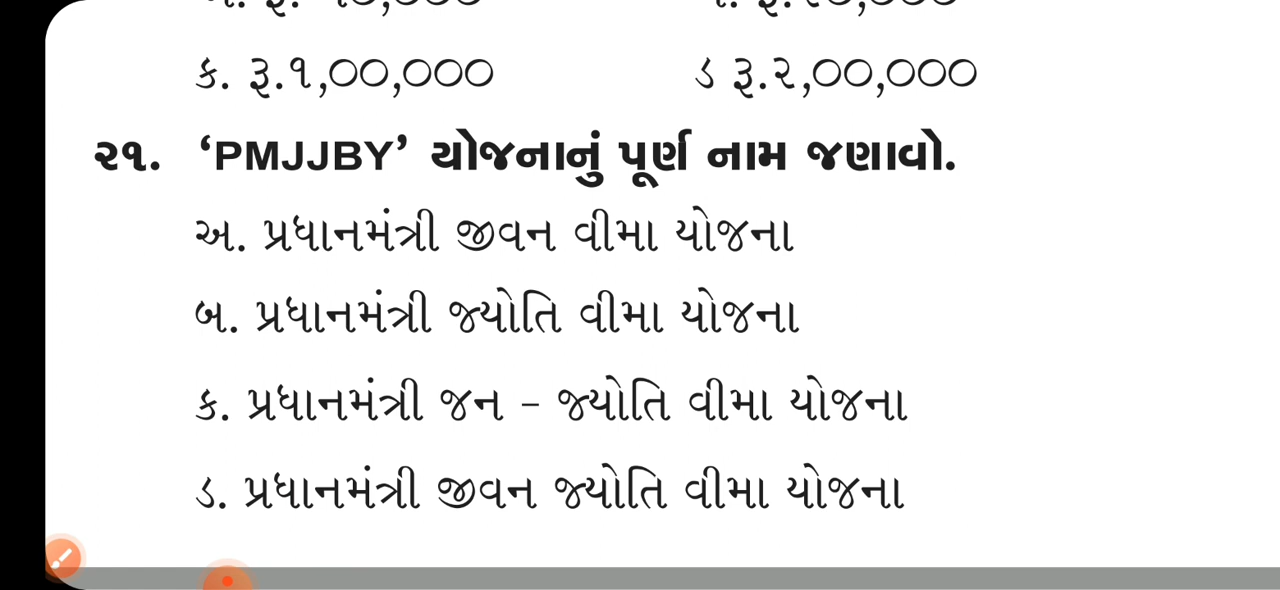 ક. રૂ.૧,૦૦,૦૦૦ ડ રૂ.૨,૦૦,૦૦૦
૨૧. ‘PMJJBY’ યોજનાનું પૂર્ણ નામ જણાવો.
અ. પ્રધાનમંત્રી જીવન વીમા યોજના
બ. પ્રધાનમંત્રી જ્યોતિ વીમા યોજના
ક. પ્રધાનમંત્રી જન – જ્યોતિ વીમા યોજના
ડ. પ્રધાનમંત્રી જીવન જ્યોતિ વીમા યોજના